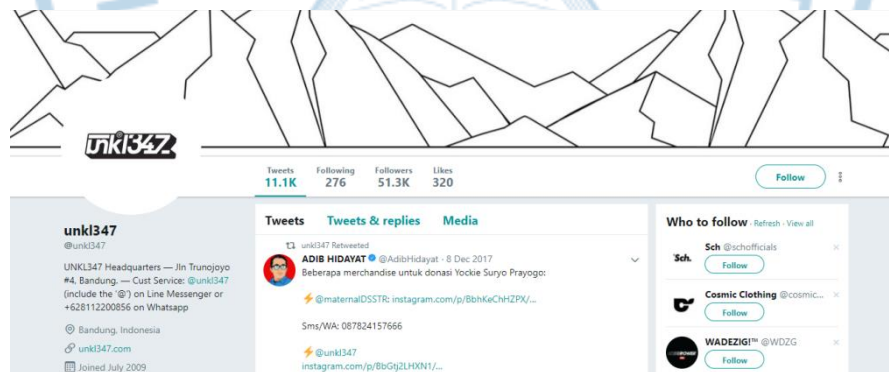 unkl347
Tweets
11.1K
Following
276
Followers
51.3K
Likes
320
Follow
unkl347
@unkl347
UNKL347 Headquarters — Jln Trunojoyo
#4, Bandung. — Cust Service: @unkl347
(include the '@') on Line Messenger or
+628112200856 on Whatsapp
Bandung, Indonesia
unkl347.com
Joined July 2009
Tweets Tweets & replies Media
unkl347 Retweeted
ADIB HIDAYAT @AdibHidayat · 8 Dec 2017
Beberapa merchandise untuk donasi Yockie Suryo Prayogo:
⚡@maternalDSSTR: instagram.com/p/BbhKeChHZPX/...
Sms/WA: 087824157666
⚡@unkl347
instagram.com/p/BbGtj2LHXN1/...
Who to follow · Refresh · View all
Sch.
Sch @schofficials
Follow
Cosmic Clothing @cosmic...
Follow
WADEZIG!™ @WDZG
Follow